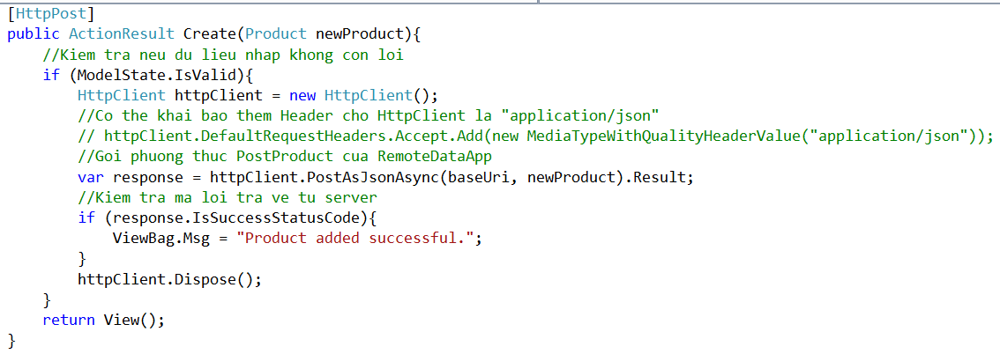 [HttpPost]
public ActionResult Create(Product newProduct){
    //Kiem tra neu du lieu nhap khong con loi
    if (ModelState.IsValid){
        HttpClient httpClient = new HttpClient();
        //Co the khai bao them Header cho HttpClient la "application/json"
        // httpClient.DefaultRequestHeaders.Accept.Add(new MediaTypeWithQualityHeaderValue("application/json"));
        //Goi phuong thuc PostProduct cua RemoteDataApp
        var response = httpClient.PostAsJsonAsync(baseUri, newProduct).Result;
        //Kiem tra ma loi tra ve tu server
        if (response.IsSuccessStatusCode){
            ViewBag.Msg = "Product added successful.";
        }
        httpClient.Dispose();
    }
    return View();
}